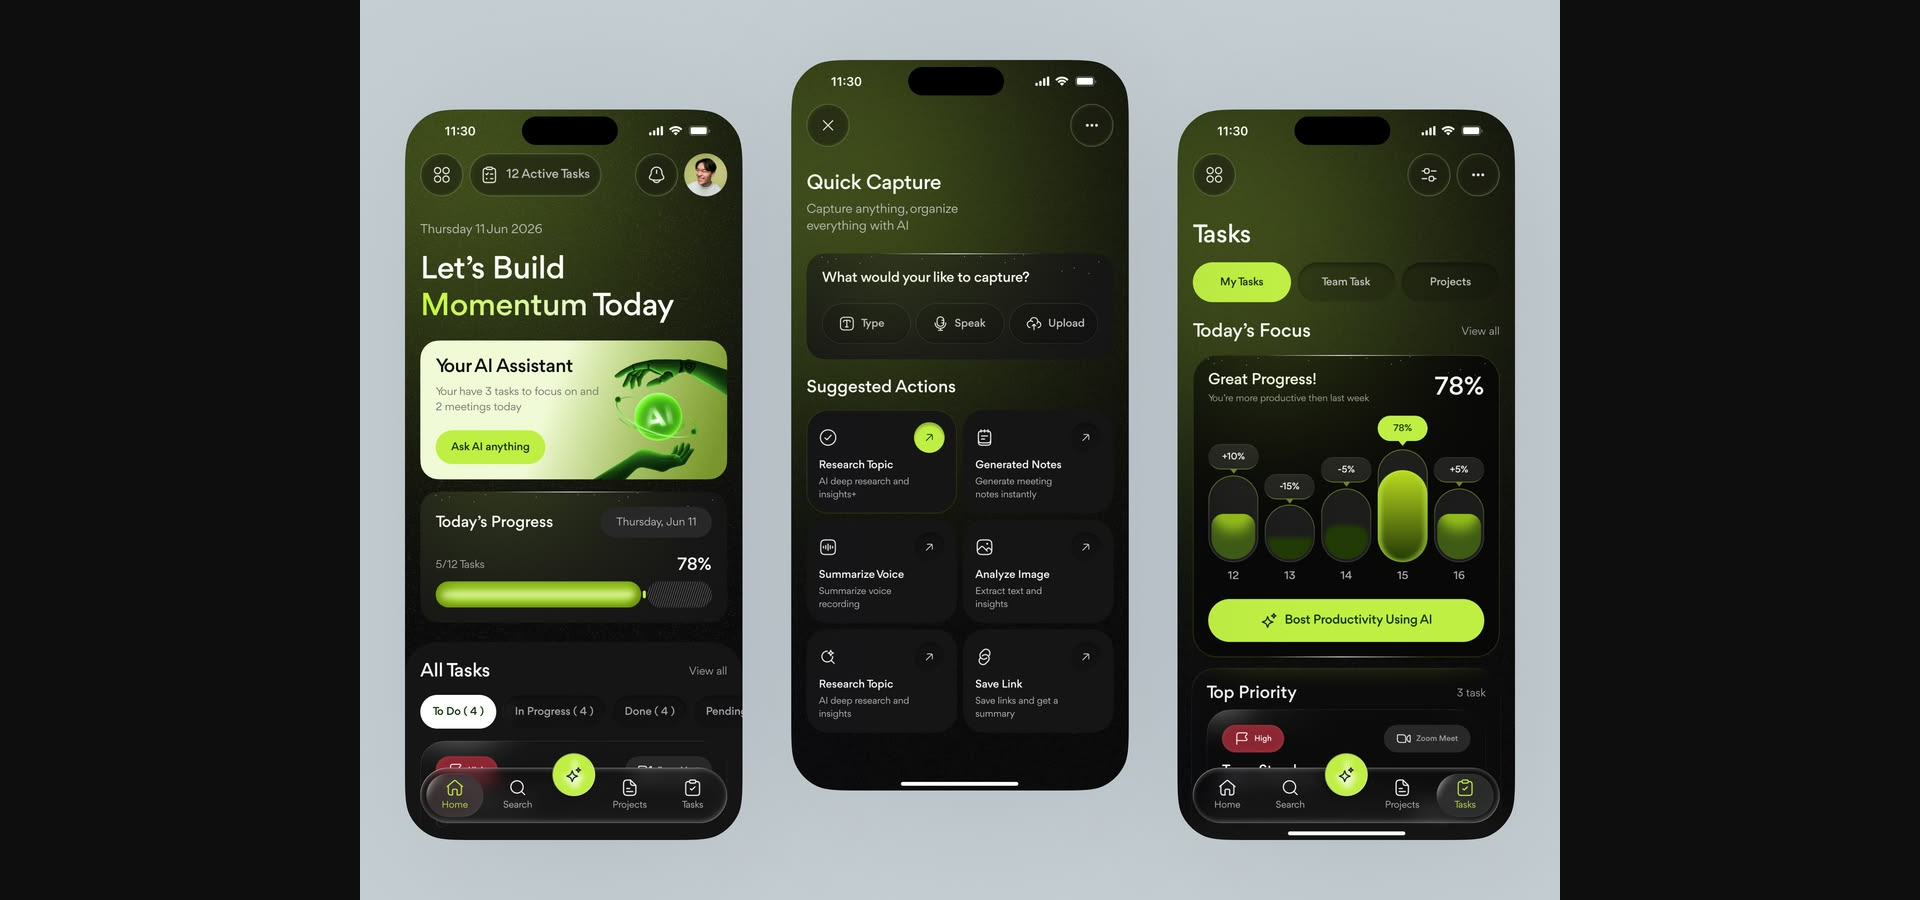 11:30
12 Active Tasks
Thursday 11 Jun 2026
Let's Build
Momentum Today
Your AI Assistant
Your have 3 tasks to focus on and
2 meetings today
Ask AI anything
AI
Today's Progress
Thursday, Jun 11
5/12 Tasks
78%
All Tasks
View all
To Do ( 4 )
In Progress ( 4 )
Done ( 4 )
Pending
High
Home
Search
Projects
Tasks
11:30
Quick Capture
Capture anything, organize
everything with AI
What would your like to capture?
Type
Speak
Upload
Suggested Actions
Research Topic
AI deep research and
insights+
Generated Notes
Generate meeting
notes instantly
Summarize Voice
Summarize voice
recording
Analyze Image
Extract text and
insights
Research Topic
AI deep research and
insights
Save Link
Save links and get a
summary
11:30
Tasks
My Tasks
Team Task
Projects
Today's Focus
View all
Great Progress!
You're more productive then last week
78%
+10%
-15%
-5%
78%
+5%
12
13
14
15
16
Bost Productivity Using AI
Top Priority
3 task
High
Zoom Meet
Home
Search
Projects
Tasks